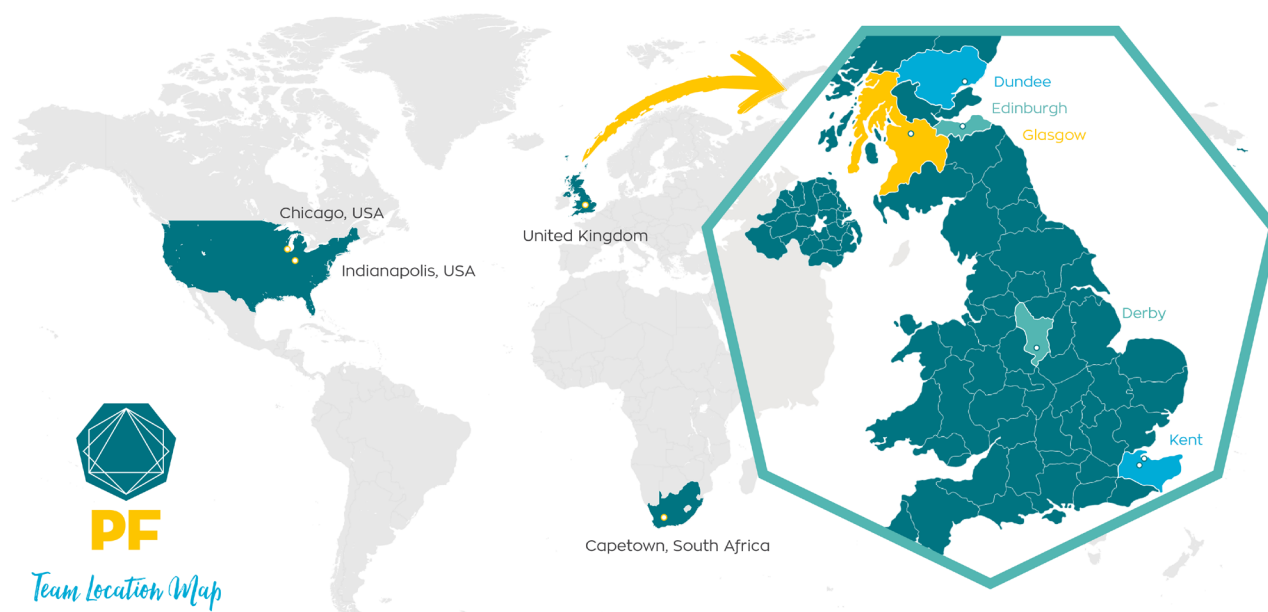 Chicago, USA
Indianapolis, USA
United Kingdom
Capetown, South Africa
Dundee
Edinburgh
Glasgow
Derby
Kent
PF
Team Location Map